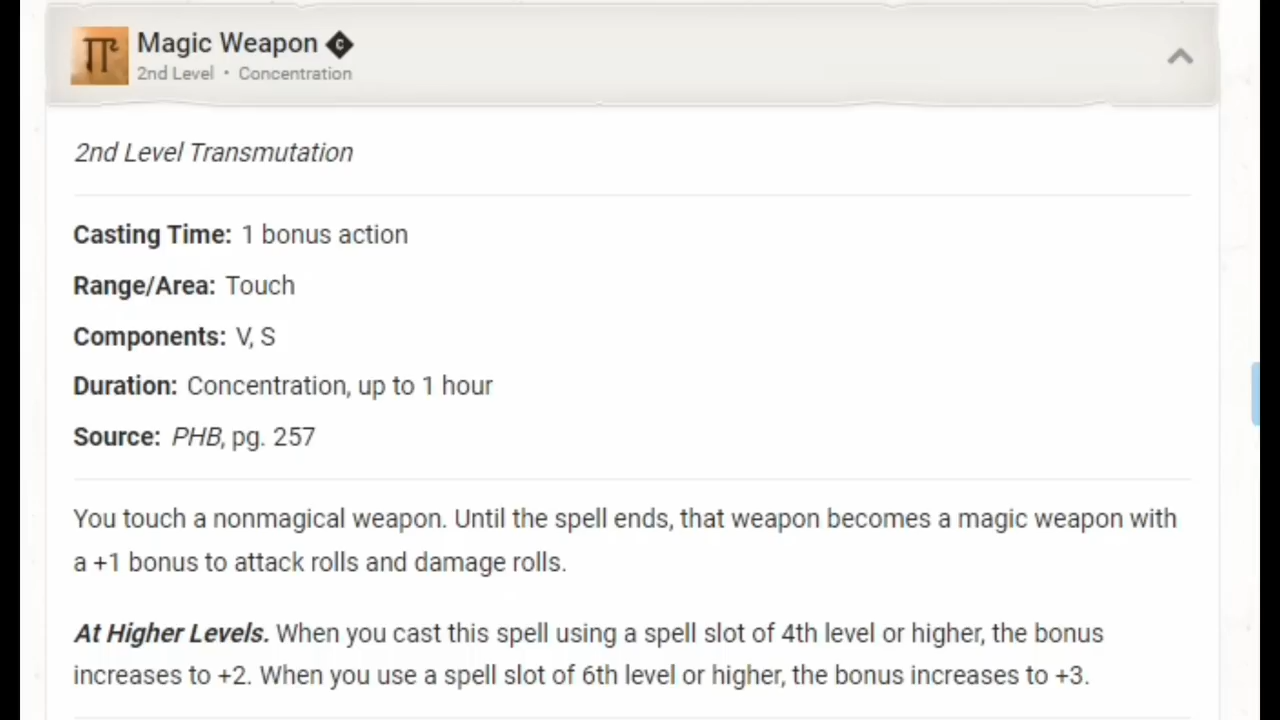 Magic Weapon C
2nd Level • Concentration
2nd Level Transmutation
Casting Time: 1 bonus action
Range/Area: Touch
Components: V, S
Duration: Concentration, up to 1 hour
Source: PHB, pg. 257
You touch a nonmagical weapon. Until the spell ends, that weapon becomes a magic weapon with
a +1 bonus to attack rolls and damage rolls.
At Higher Levels. When you cast this spell using a spell slot of 4th level or higher, the bonus
increases to +2. When you use a spell slot of 6th level or higher, the bonus increases to +3.